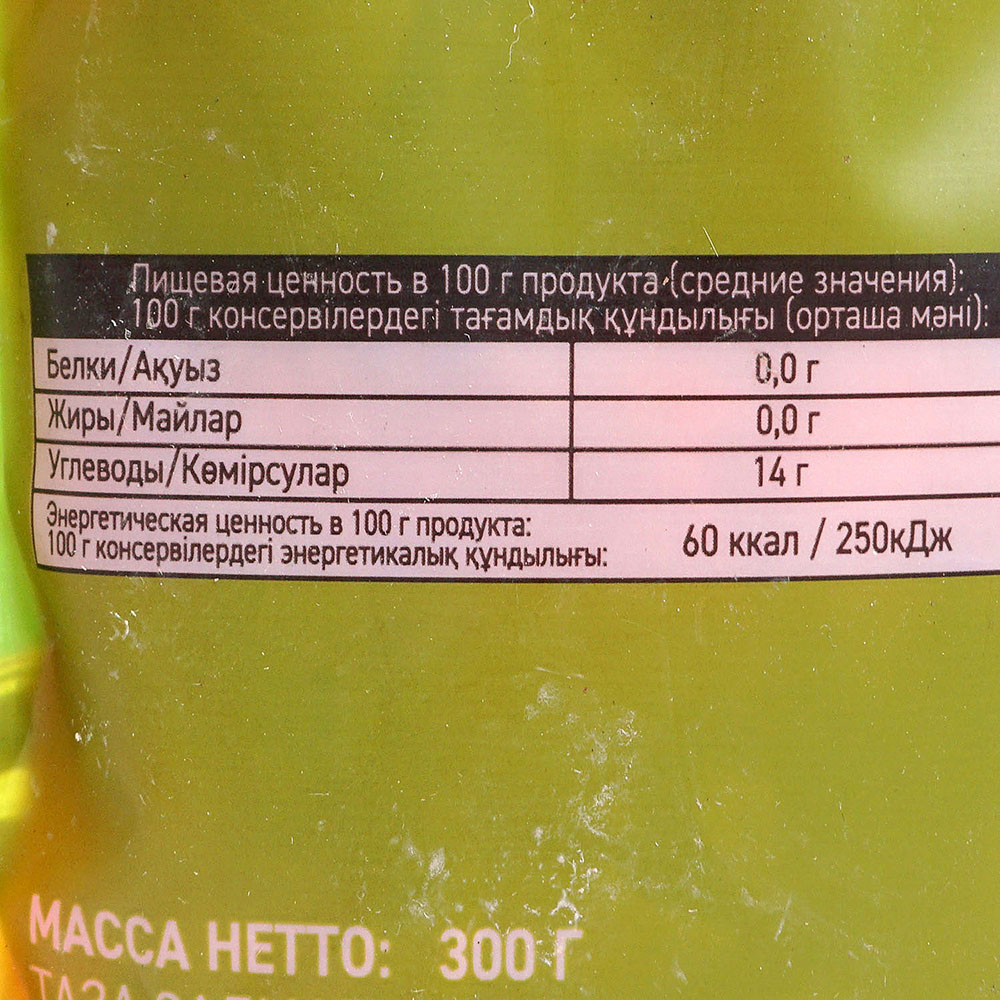 Пищевая ценность в 100 г продукта (средние значения):
100 г консервілердегі тағамдық құндылығы (орташа мәні):
Белки/Ақуыз 0,0 г
Жиры/Майлар 0,0 г
Углеводы/Көмірсулар 14 г
Энергетическая ценность в 100 г продукта:
100 г консервілердегі энергетикалық құндылығы:
60 ккал / 250кДж
МАССА НЕТТО: 300 Г
ТАЗА